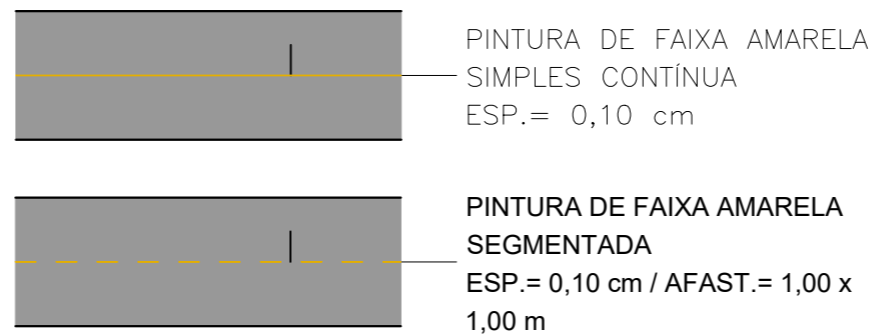 PINTURA DE FAIXA AMARELA
SIMPLES CONTÍNUA
ESP.= 0,10 cm
PINTURA DE FAIXA AMARELA
SEGMENTADA
ESP.= 0,10 cm / AFAST.= 1,00 x
1,00 m